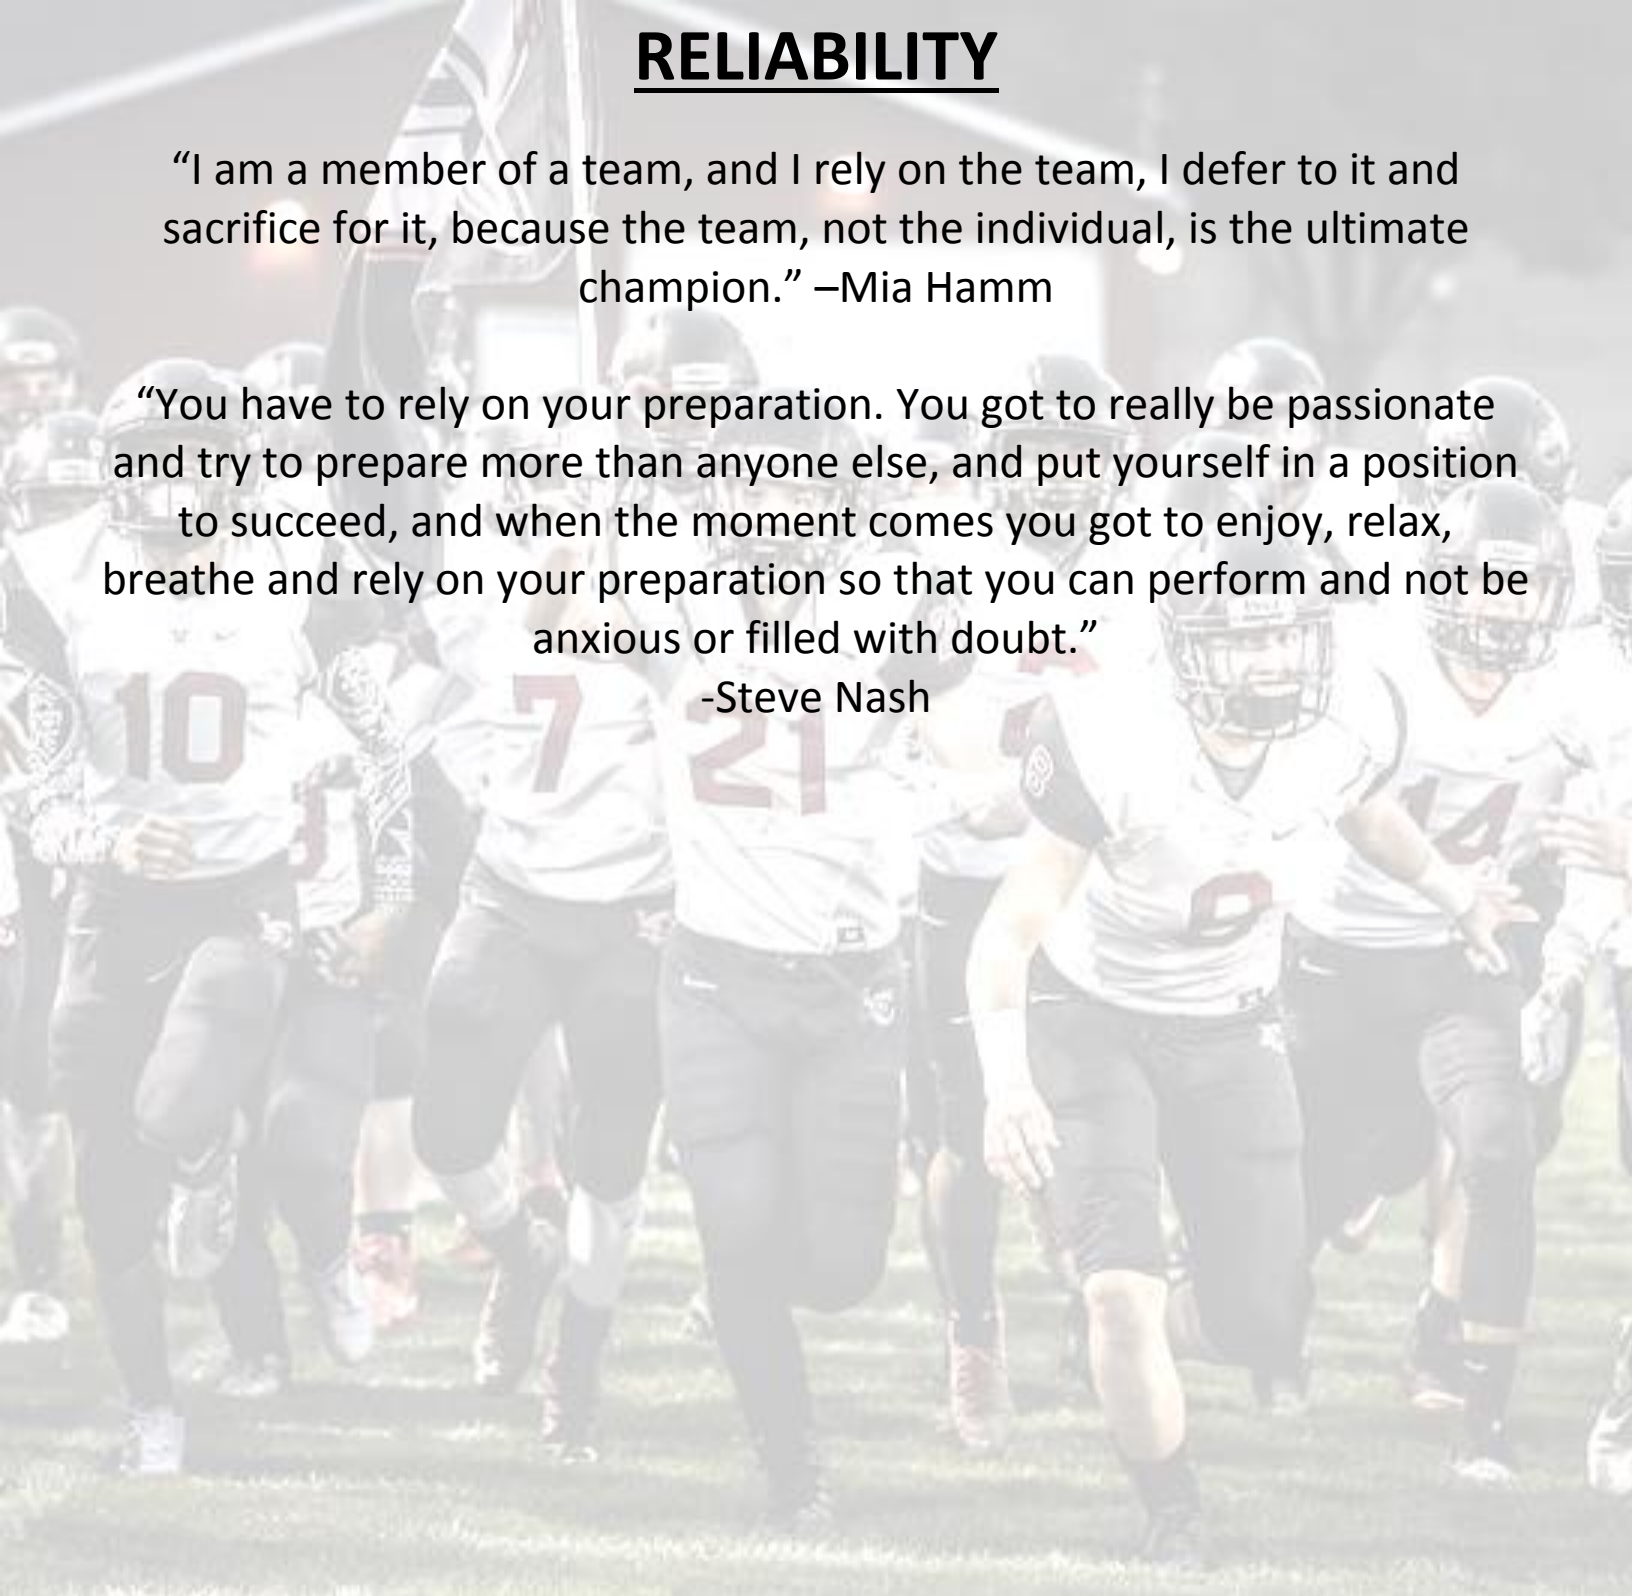 RELIABILITY
“I am a member of a team, and I rely on the team, I defer to it and
sacrifice for it, because the team, not the individual, is the ultimate
champion.” –Mia Hamm
“You have to rely on your preparation. You got to really be passionate
and try to prepare more than anyone else, and put yourself in a position
to succeed, and when the moment comes you got to enjoy, relax,
breathe and rely on your preparation so that you can perform and not be
anxious or filled with doubt.”
-Steve Nash
10
7
21
14